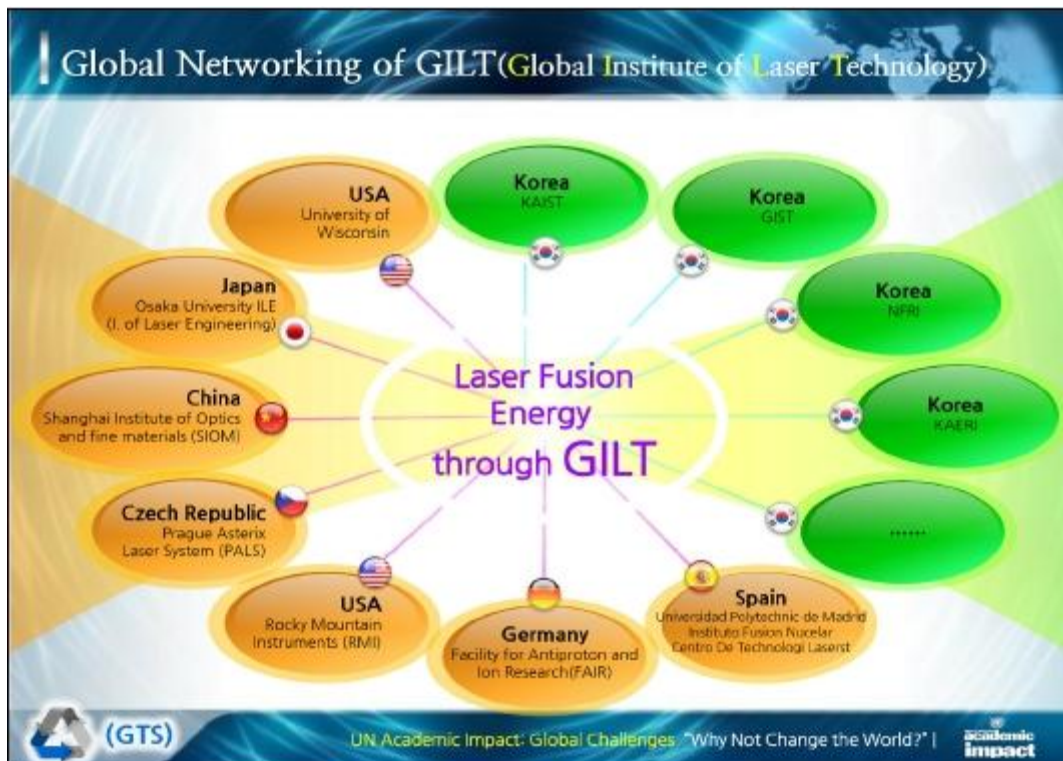 Global Networking of GILT(Global Institute of Laser Technology)
USA
University of
Wisconsin
Korea
KAIST
Korea
GIST
Japan
Osaka University ILE
(I. of Laser Engineering)
Korea
NFRI
China
Shanghai Institute of Optics
and fine materials (SIOM)
Laser Fusion
Energy
through GILT
Korea
KAERI
Czech Republic
Prague Asterix
Laser System (PALS)
......
USA
Rocky Mountain
Instruments (RMI)
Germany
Facility for Antiproton and
Ion Research(FAIR)
Spain
Universidad Polytechnic de Madrid
Instituto Fusion Nucelar
Centro De Technologi Laserst
(GTS)
UN Academic Impact: Global Challenges "Why Not Change the World?" |
academic
impact